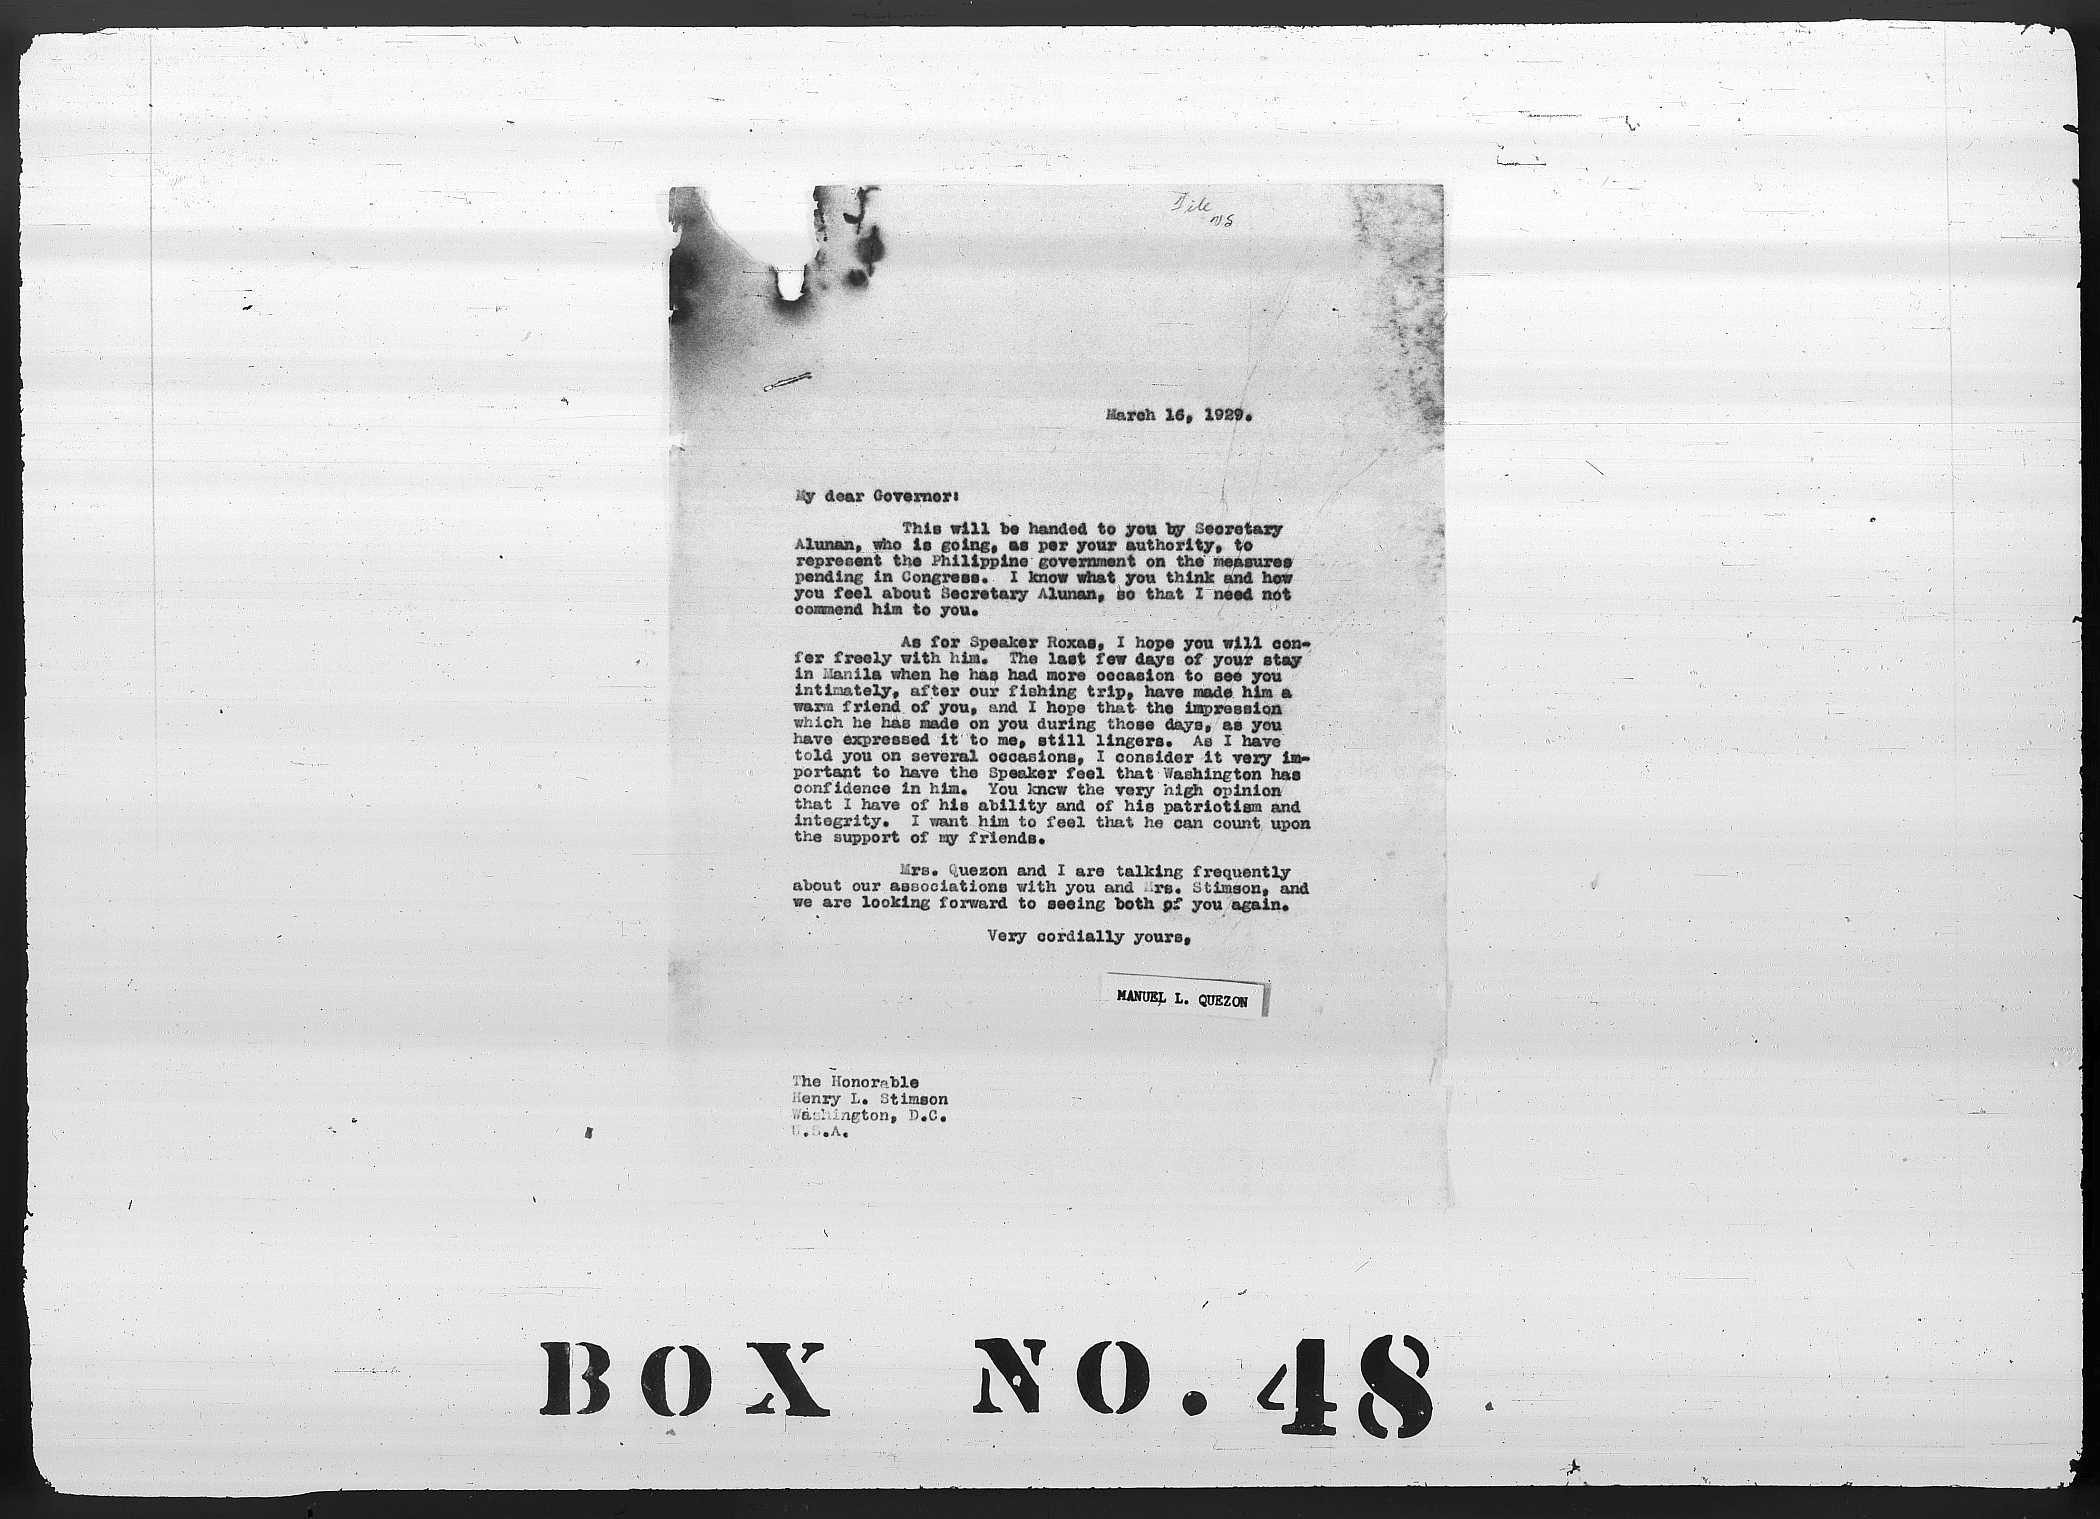 File
MS
March 16, 1929.
My dear Governor:
This will be handed to you by Secretary
Alunan, who is going, as per your authority, to
represent the Philippine government on the measures
pending in Congress. I know what you think and how
you feel about Secretary Alunan, so that I need not
commend him to you.
As for Speaker Roxas, I hope you will con-
fer freely with him. The last few days of your stay
in Manila when he has had more occasion to see you
intimately, after our fishing trip, have made him a
warm friend of you, and I hope that the impression
which he has made on you during those days, as you
have expressed it to me, still lingers. As I have
told you on several occasions, I consider it very im-
portant to have the Speaker feel that Washington has
confidence in him. You know the very high opinion
that I have of his ability and of his patriotism and
integrity. I want him to feel that he can count upon
the support of my friends.
Mrs. Quezon and I are talking frequently
about our associations with you and Mrs. Stimson, and
we are looking forward to seeing both of you again.
Very cordially yours,
MANUEL L. QUEZON
The Honorable
Henry L. Stimson
Washington, D.C.
U.S.A.
BOX NO. 48